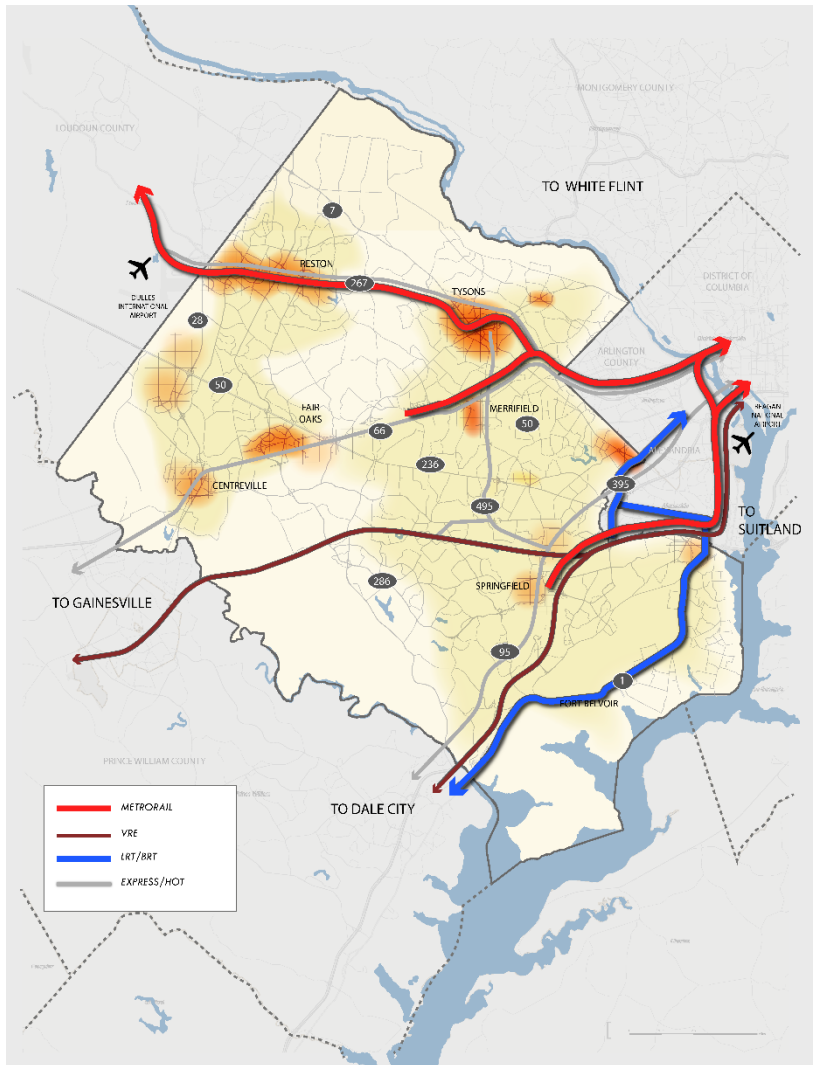 MONTGOMERY COUNTY
LOUDOUN COUNTY
TO WHITE FLINT
7
RESTON
267
TYSONS
DISTRICT OF
COLUMBIA
DULLES
INTERNATIONAL
AIRPORT
28
ARLINGTON
COUNTY
50
FAIR
OAKS
66
MERRIFIELD
50
REAGAN
NATIONAL
AIRPORT
236
ALEXANDRIA
CENTREVILLE
395
495
TO
SUITLAND
286
SPRINGFIELD
TO GAINESVILLE
95
1
FORT BELVOIR
PRINCE WILLIAM COUNTY
TO DALE CITY
METRORAIL
VRE
LRT/BRT
EXPRESS/HOT